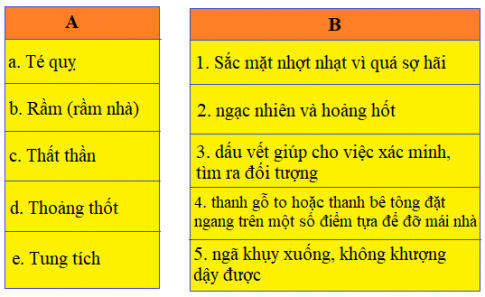 A
a. Té quỵ
b. Rầm (rầm nhà)
c. Thất thần
d. Thoảng thốt
e. Tung tích
B
1. Sắc mặt nhợt nhạt vì quá sợ hãi
2. ngạc nhiên và hoảng hốt
3. dấu vết giúp cho việc xác minh,
tìm ra đối tượng
4. thanh gỗ to hoặc thanh bê tông đặt
ngang trên một số điểm tựa để đỡ mái nhà
5. ngã khụy xuống, không khượng
dậy được